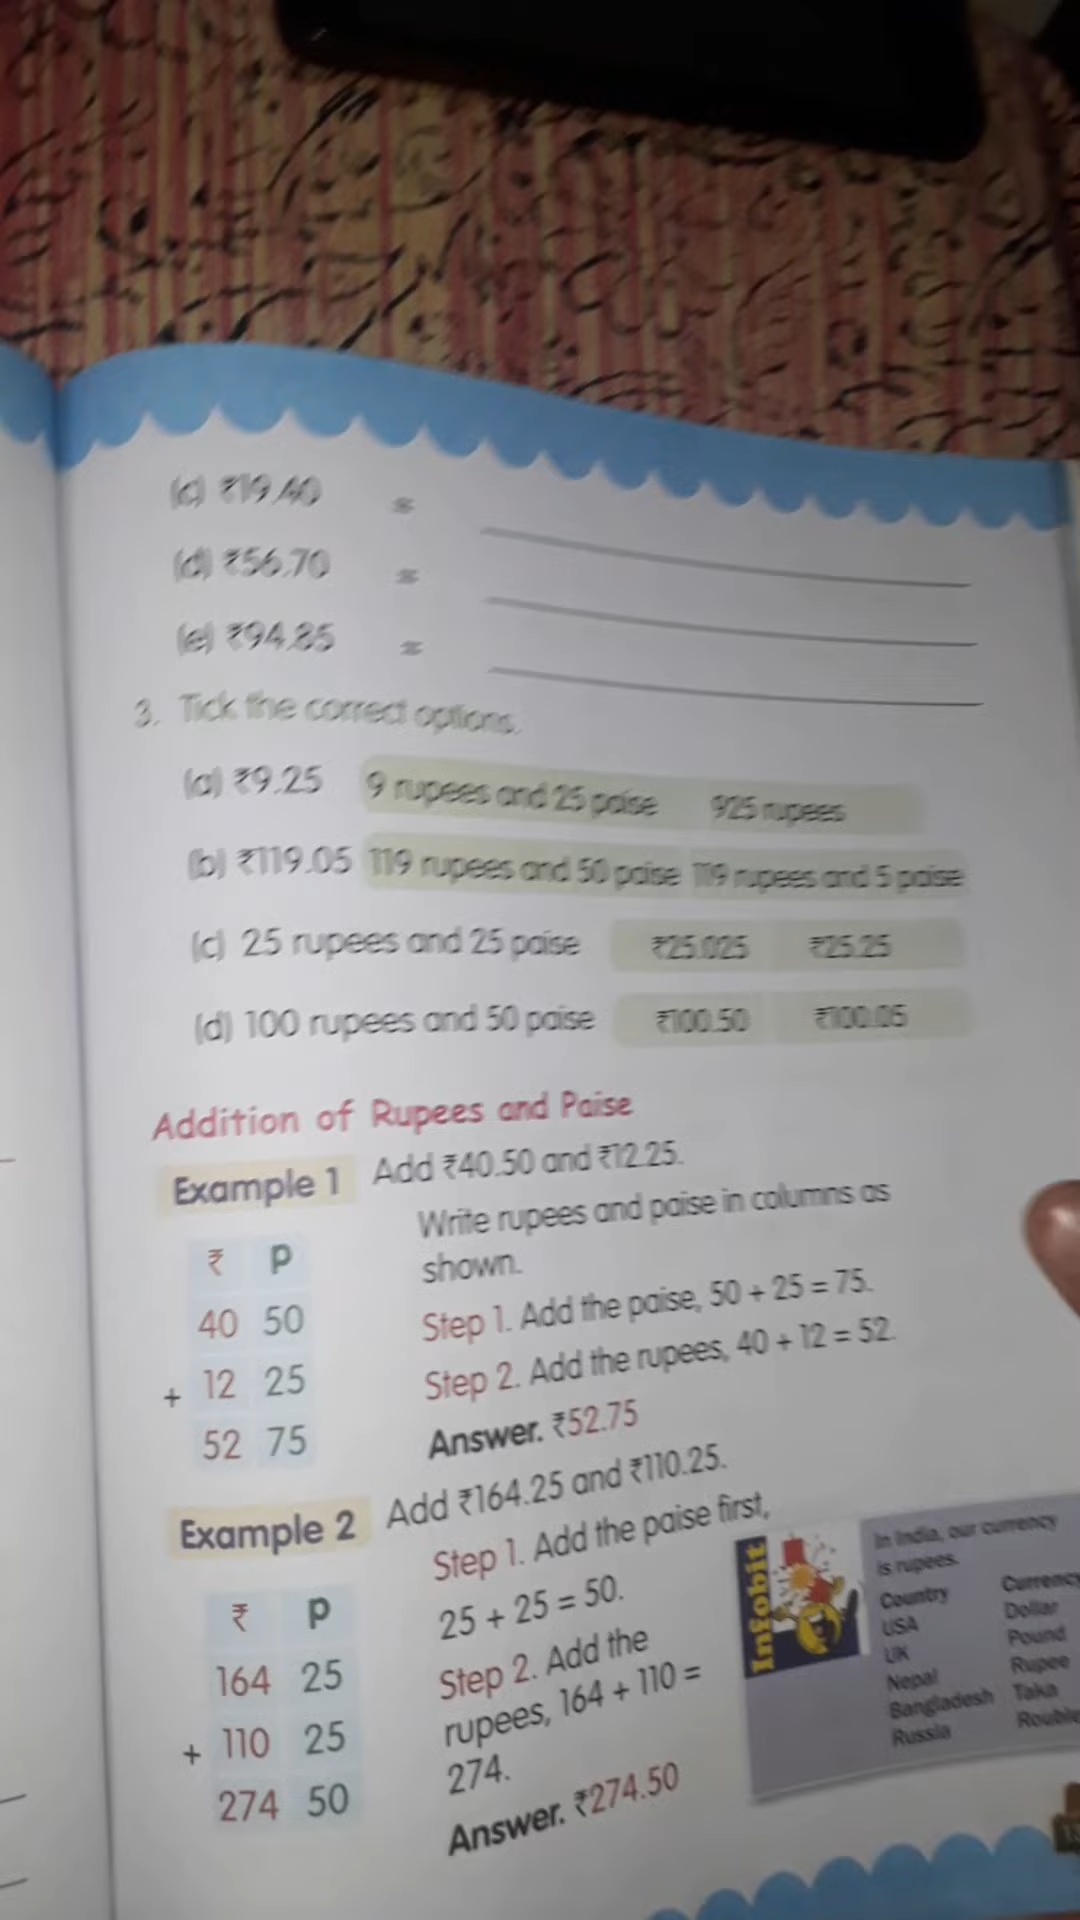 (c) ₹19.40 =
(d) ₹56.70 =
(e) ₹94.85 =
3. Tick the correct options.
(a) ₹9.25 9 rupees and 25 paise 925 rupees
(b) ₹119.05 119 rupees and 50 paise 119 rupees and 5 paise
(c) 25 rupees and 25 paise ₹25.025 ₹25.25
(d) 100 rupees and 50 paise ₹100.50 ₹100.05
Addition of Rupees and Paise
Example 1 Add ₹40.50 and ₹12.25.
Write rupees and paise in columns as
shown.
₹ P
40 50
+ 12 25
52 75
Step 1. Add the paise, 50 + 25 = 75.
Step 2. Add the rupees, 40 + 12 = 52.
Answer. ₹52.75
Example 2 Add ₹164.25 and ₹110.25.
₹ P
164 25
+ 110 25
274 50
Step 1. Add the paise first,
25 + 25 = 50.
Step 2. Add the
rupees, 164 + 110 =
274.
Answer. ₹274.50
Infobit
In India, our currency
is rupees.
Country Currency
USA Dollar
UK Pound
Nepal Rupee
Bangladesh Taka
Russia Rouble